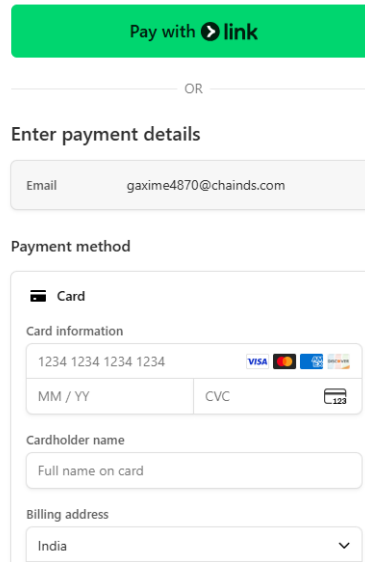 Pay with link
OR
Enter payment details
Email gaxime4870@chainds.com
Payment method
Card
Card information
1234 1234 1234 1234 VISA
MM / YY CVC 123
Cardholder name
Full name on card
Billing address
India